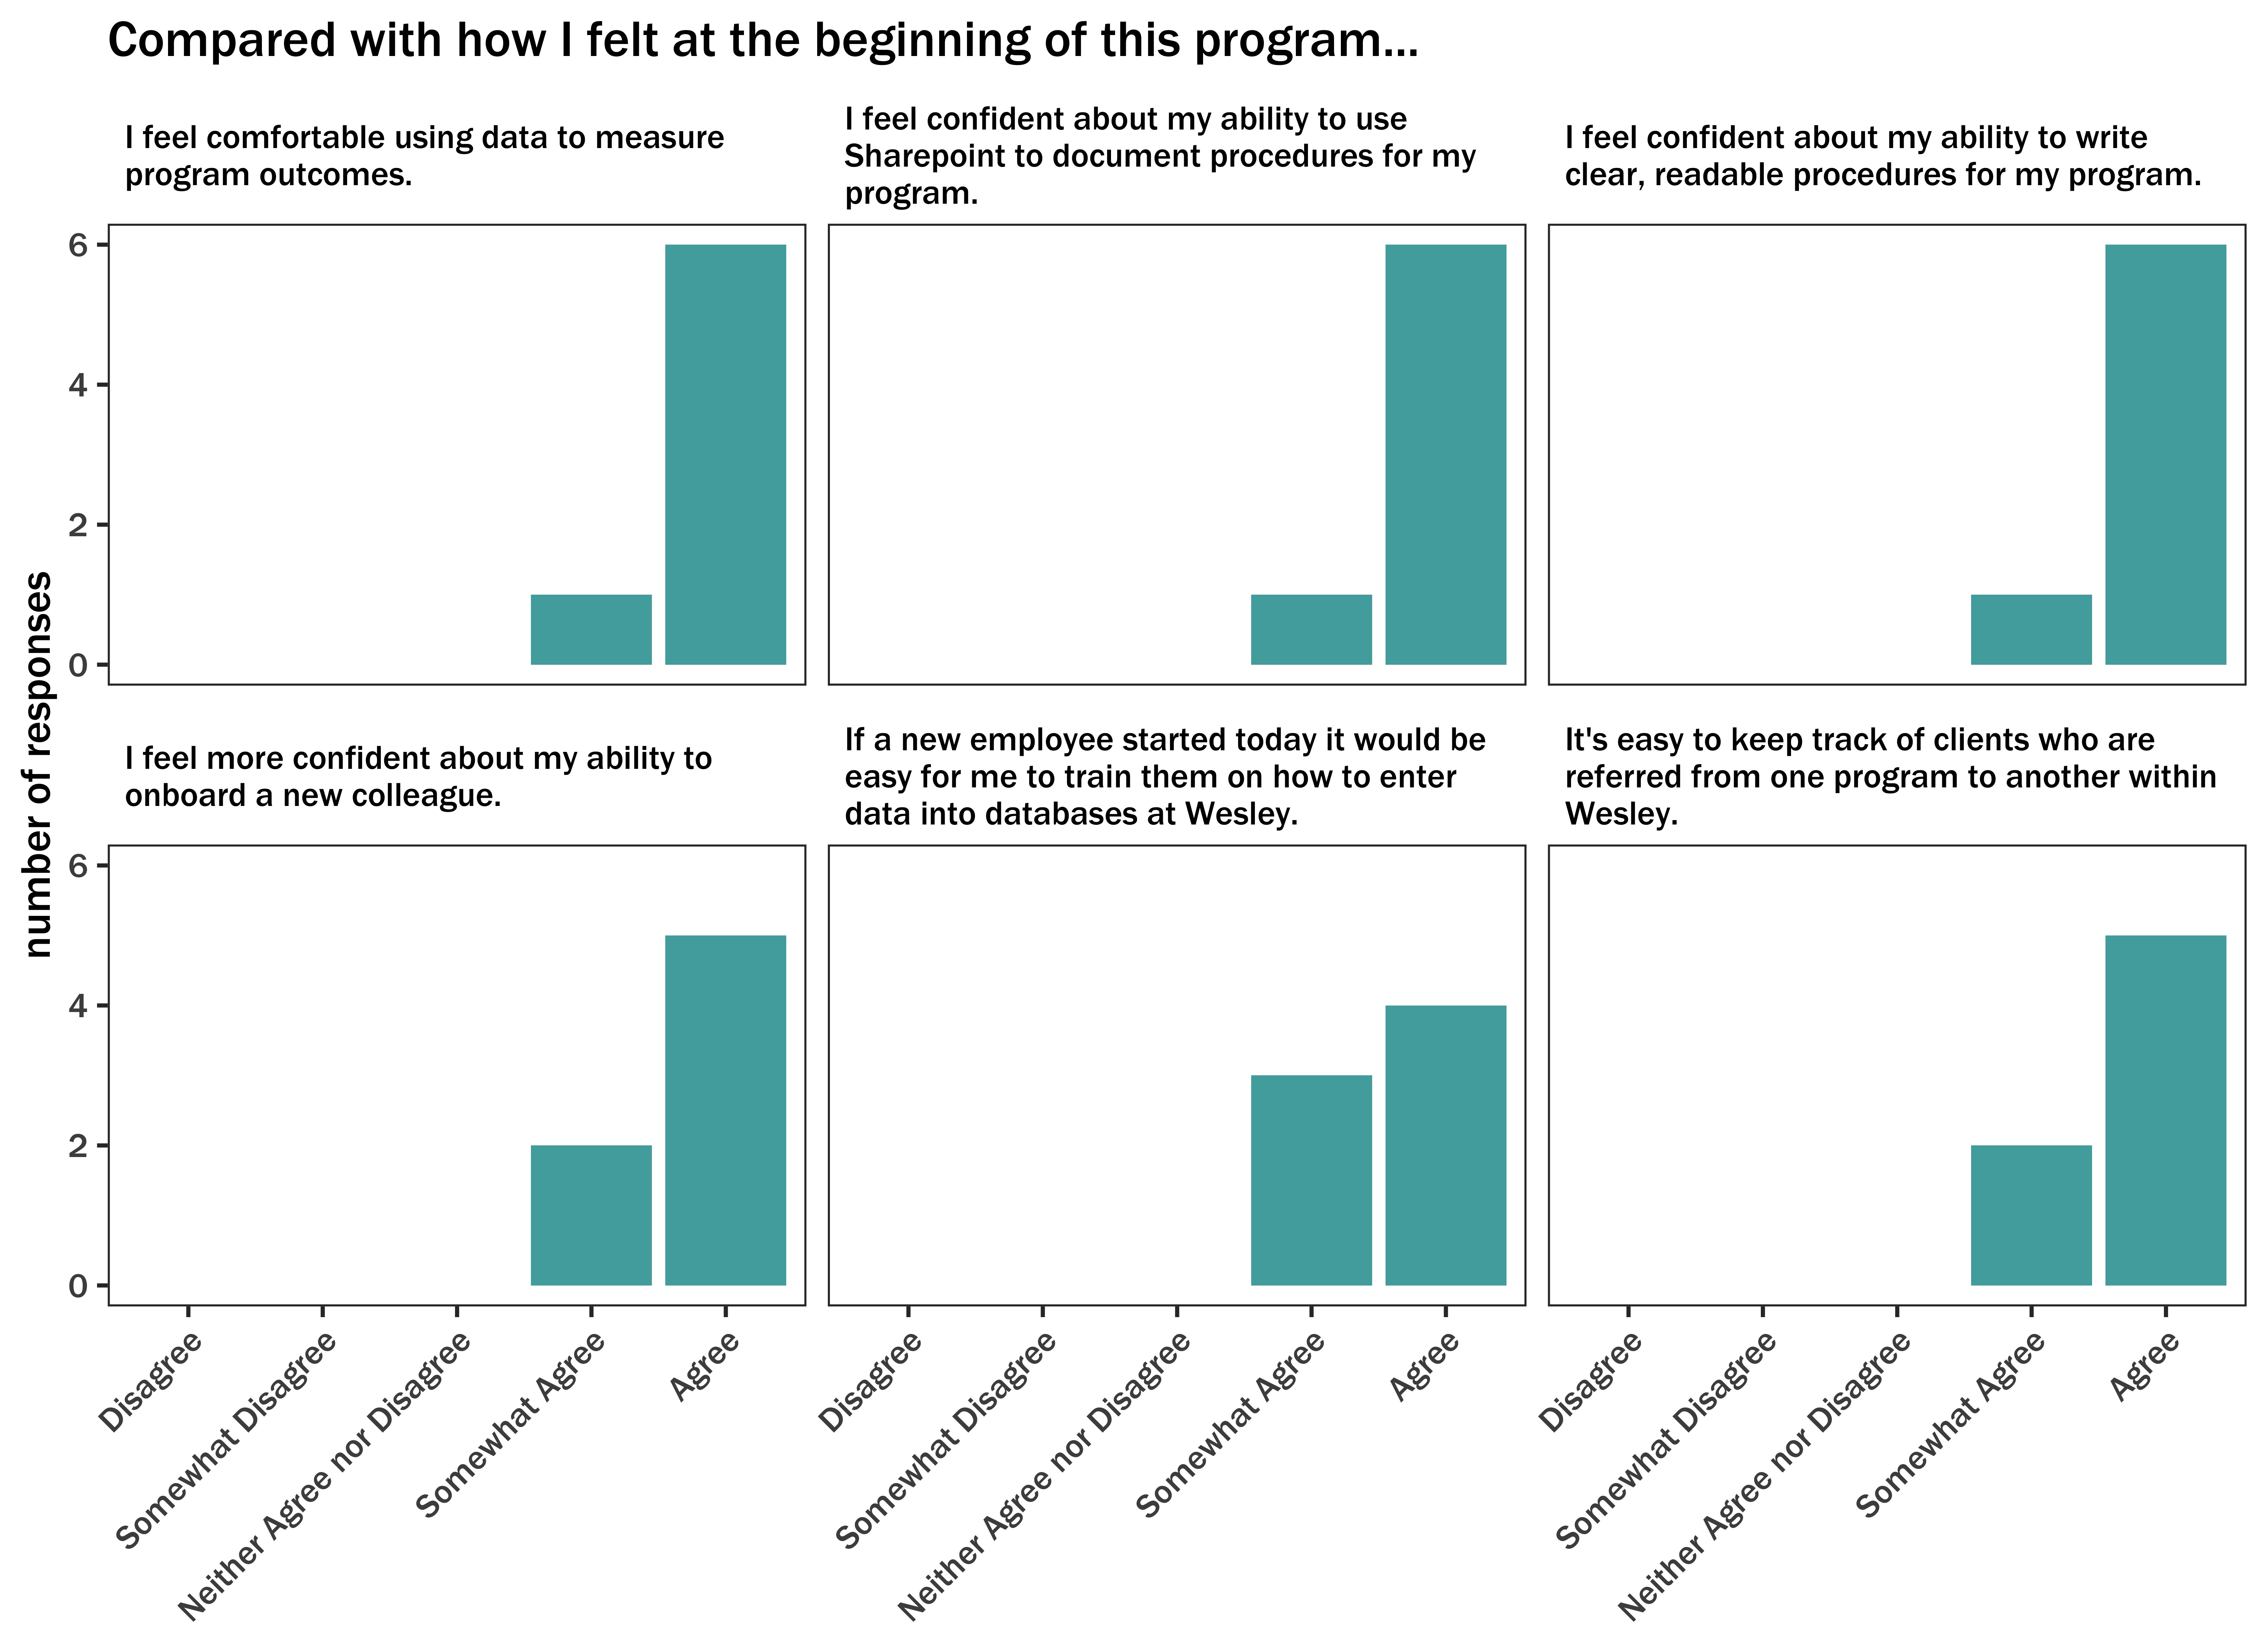 Compared with how I felt at the beginning of this program...
I feel comfortable using data to measure
program outcomes.
I feel confident about my ability to use
Sharepoint to document procedures for my
program.
I feel confident about my ability to write
clear, readable procedures for my program.
6
4
2
0
number of responses
I feel more confident about my ability to
onboard a new colleague.
If a new employee started today it would be
easy for me to train them on how to enter
data into databases at Wesley.
It's easy to keep track of clients who are
referred from one program to another within
Wesley.
6
4
2
0
Disagree
Somewhat Disagree
Neither Agree nor Disagree
Somewhat Agree
Agree
Disagree
Somewhat Disagree
Neither Agree nor Disagree
Somewhat Agree
Agree
Disagree
Somewhat Disagree
Neither Agree nor Disagree
Somewhat Agree
Agree